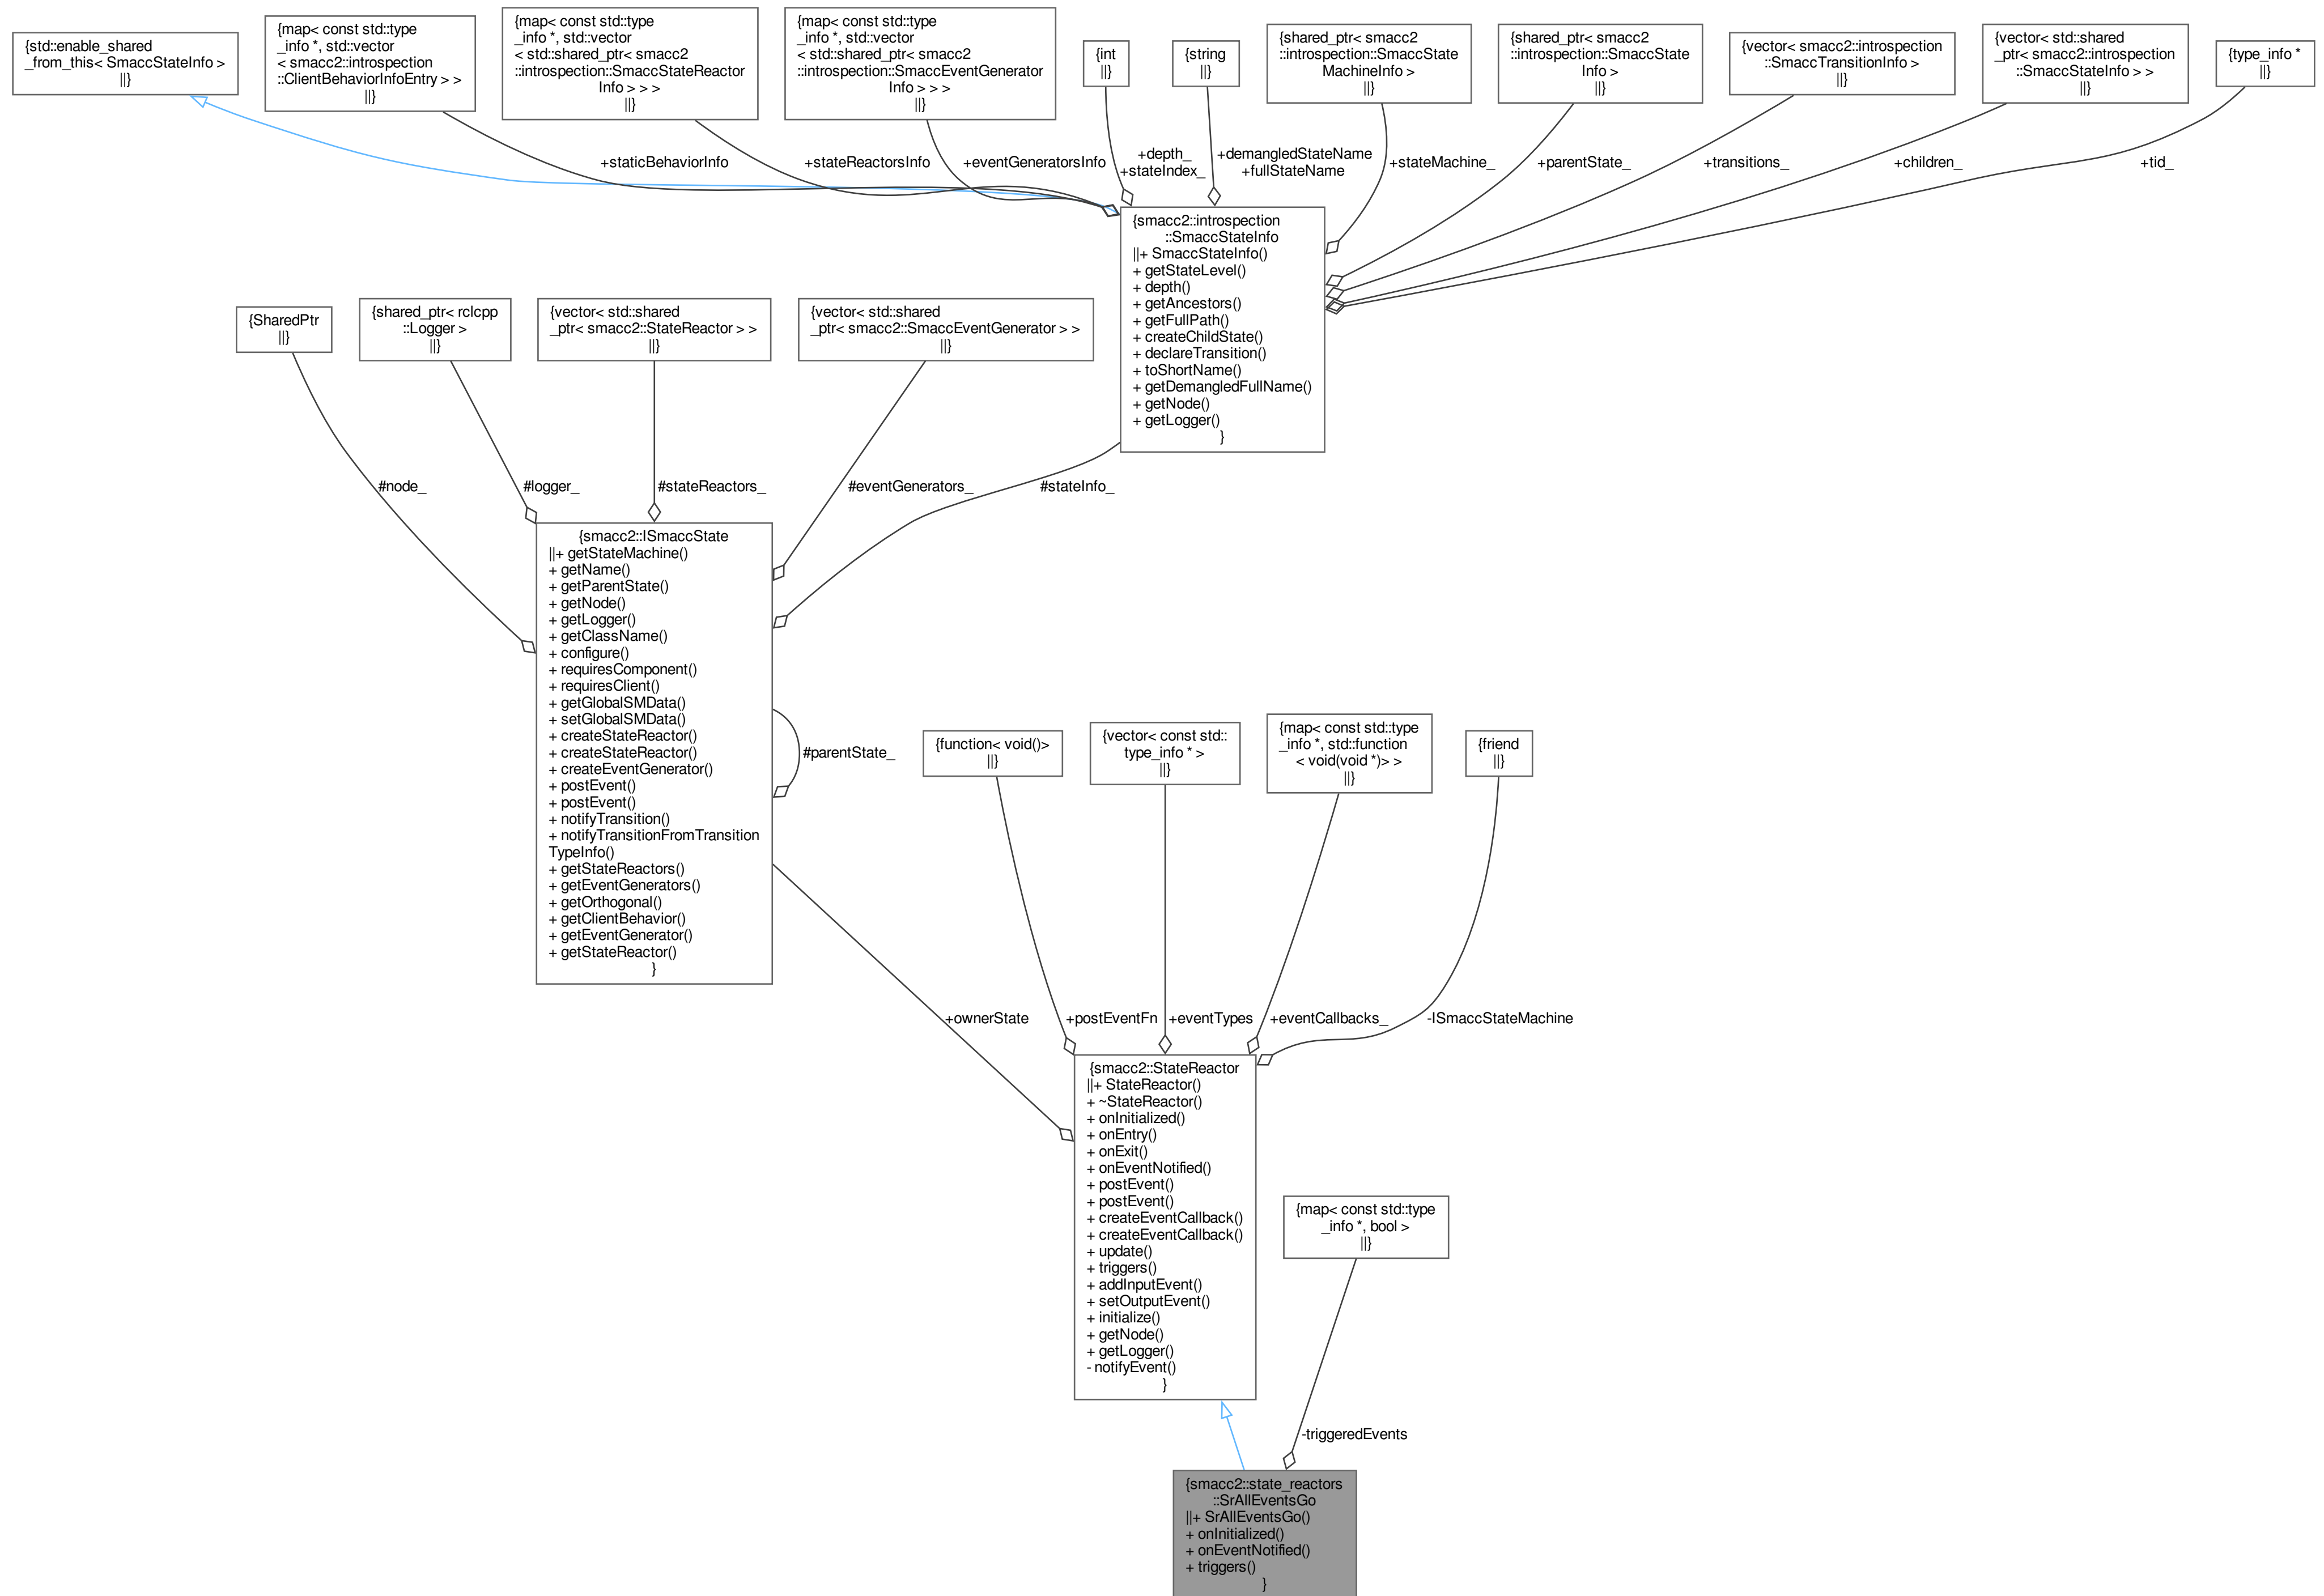 {std::enable_shared
_from_this< SmaccStateInfo >
||}
{map< const std::type
_info *, std::vector
< smacc2::introspection
::ClientBehaviorInfoEntry > >
||}
{map< const std::type
_info *, std::vector
< std::shared_ptr< smacc2
::introspection::SmaccStateReactor
Info > > >
||}
{map< const std::type
_info *, std::vector
< std::shared_ptr< smacc2
::introspection::SmaccEventGenerator
Info > > >
||}
{int
||}
{string
||}
{shared_ptr< smacc2
::introspection::SmaccState
MachineInfo >
||}
{shared_ptr< smacc2
::introspection::SmaccState
Info >
||}
{vector< smacc2::introspection
::SmaccTransitionInfo >
||}
{vector< std::shared
_ptr< smacc2::introspection
::SmaccStateInfo > >
||}
{type_info *
||}
+staticBehaviorInfo
+stateReactorsInfo
+eventGeneratorsInfo
+depth_
+stateIndex_
+demangledStateName
+fullStateName
+stateMachine_
+parentState_
+transitions_
+children_
+tid_
{smacc2::introspection
::SmaccStateInfo
||+ SmaccStateInfo()
+ getStateLevel()
+ depth()
+ getAncestors()
+ getFullPath()
+ createChildState()
+ declareTransition()
+ toShortName()
+ getDemangledFullName()
+ getNode()
+ getLogger()
}
{SharedPtr
||}
{shared_ptr< rclcpp
::Logger >
||}
{vector< std::shared
_ptr< smacc2::StateReactor > >
||}
{vector< std::shared
_ptr< smacc2::SmaccEventGenerator > >
||}
#node_
#logger_
#stateReactors_
#eventGenerators_
#stateInfo_
{smacc2::ISmaccState
||+ getStateMachine()
+ getName()
+ getParentState()
+ getNode()
+ getLogger()
+ getClassName()
+ configure()
+ requiresComponent()
+ requiresClient()
+ getGlobalSMData()
+ setGlobalSMData()
+ createStateReactor()
+ createStateReactor()
+ createEventGenerator()
+ postEvent()
+ postEvent()
+ notifyTransition()
+ notifyTransitionFromTransition
TypeInfo()
+ getStateReactors()
+ getEventGenerators()
+ getOrthogonal()
+ getClientBehavior()
+ getEventGenerator()
+ getStateReactor()
}
#parentState_
{function< void()>
||}
{vector< const std::
type_info * >
||}
{map< const std::type
_info *, std::function
< void(void *)> >
||}
{friend
||}
+ownerState
+postEventFn
+eventTypes
+eventCallbacks_
-ISmaccStateMachine
{smacc2::StateReactor
||+ StateReactor()
+ ~StateReactor()
+ onInitialized()
+ onEntry()
+ onExit()
+ onEventNotified()
+ postEvent()
+ postEvent()
+ createEventCallback()
+ createEventCallback()
+ update()
+ triggers()
+ addInputEvent()
+ setOutputEvent()
+ initialize()
+ getNode()
+ getLogger()
- notifyEvent()
}
{map< const std::type
_info *, bool >
||}
-triggeredEvents
{smacc2::state_reactors
::SrAllEventsGo
||+ SrAllEventsGo()
+ onInitialized()
+ onEventNotified()
+ triggers()
}